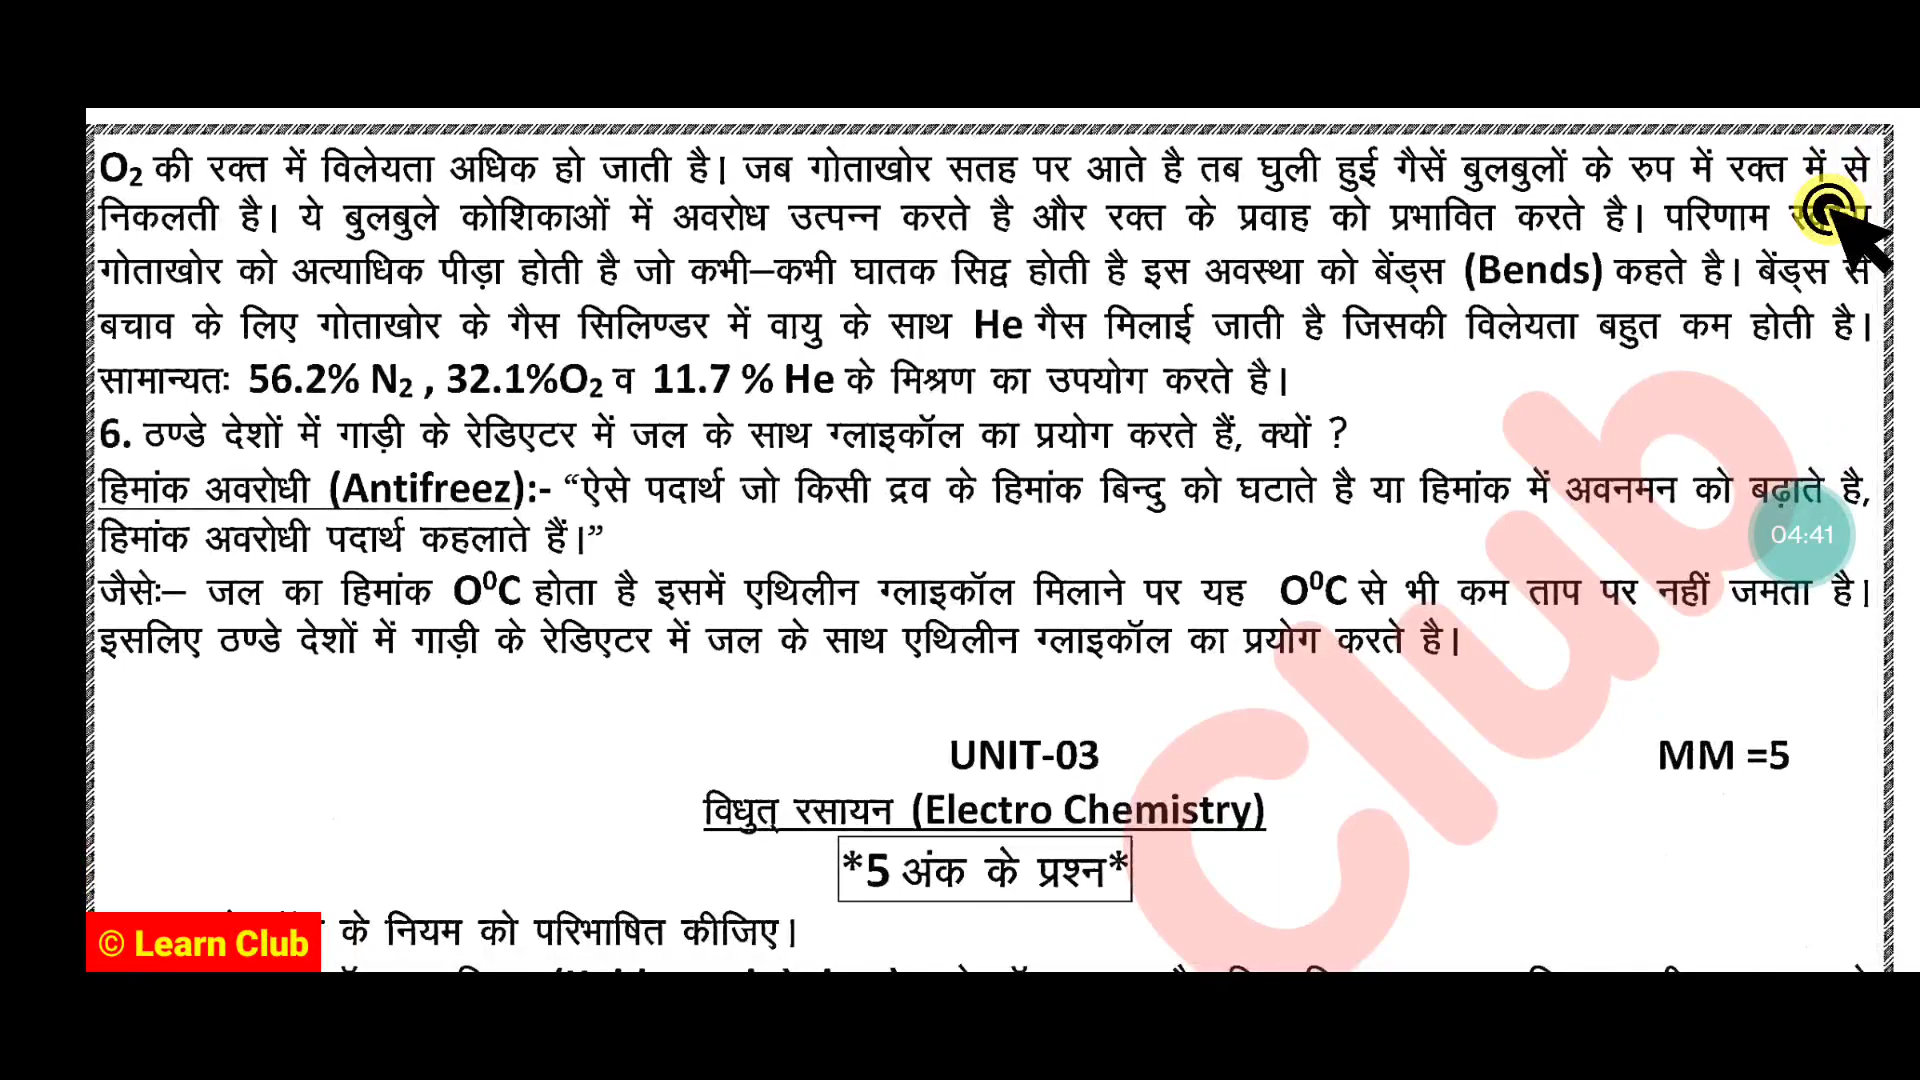 O₂ की रक्त में विलेयता अधिक हो जाती है। जब गोताखोर सतह पर आते है तब घुली हुई गैसें बुलबुलों के रुप में रक्त में से
निकलती है। ये बुलबुले कोशिकाओं में अवरोध उत्पन्न करते है और रक्त के प्रवाह को प्रभावित करते है। परिणाम
गोताखोर को अत्याधिक पीड़ा होती है जो कभी–कभी घातक सिद्व होती है इस अवस्था को बेंड्स (Bends) कहते है। बेंड्स से
बचाव के लिए गोताखोर के गैस सिलिण्डर में वायु के साथ He गैस मिलाई जाती है जिसकी विलेयता बहुत कम होती है।
सामान्यतः 56.2% N₂ , 32.1%O₂ व 11.7 % He के मिश्रण का उपयोग करते है।
6. ठण्डे देशों में गाड़ी के रेडिएटर में जल के साथ ग्लाइकॉल का प्रयोग करते हैं, क्यों ?
हिमांक अवरोधी (Antifreez):- “ऐसे पदार्थ जो किसी द्रव के हिमांक बिन्दु को घटाते है या हिमांक में अवनमन को बढ़ाते है,
हिमांक अवरोधी पदार्थ कहलाते हैं।”
जैसेः– जल का हिमांक O⁰C होता है इसमें एथिलीन ग्लाइकॉल मिलाने पर यह O⁰C से भी कम ताप पर नहीं जमता है।
इसलिए ठण्डे देशों में गाड़ी के रेडिएटर में जल के साथ एथिलीन ग्लाइकॉल का प्रयोग करते है।
04:41
Club
UNIT-03 MM =5
विधुत् रसायन (Electro Chemistry)
*5 अंक के प्रश्न*
के नियम को परिभाषित कीजिए।
© Learn Club